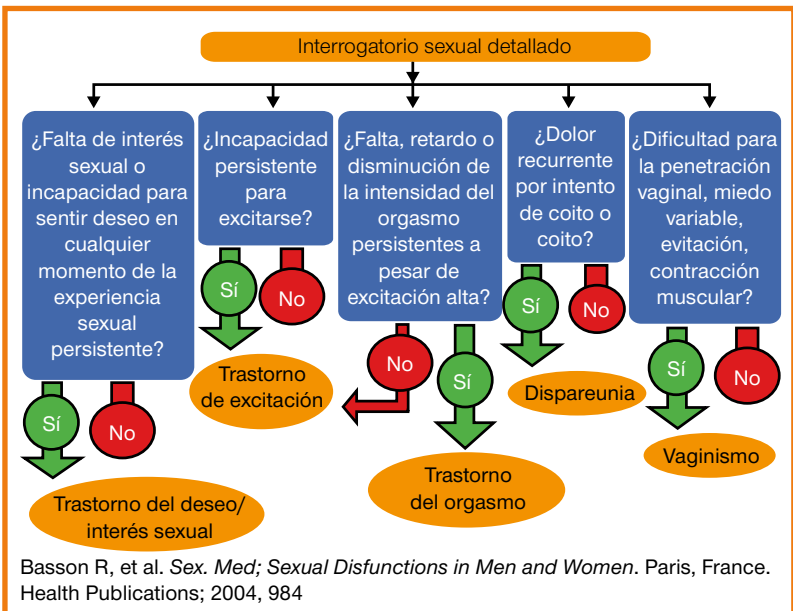 Interrogatorio sexual detallado
¿Falta de interés
sexual o
incapacidad para
sentir deseo en
cualquier
momento de la
experiencia
sexual
persistente?
Sí
No
Trastorno del deseo/
interés sexual
¿Incapacidad
persistente
para
excitarse?
Sí
No
Trastorno
de excitación
¿Falta, retardo o
disminución de
la intensidad del
orgasmo
persistentes a
pesar de
excitación alta?
No
Sí
Trastorno
del orgasmo
¿Dolor
recurrente
por intento
de coito o
coito?
Sí
No
Dispareunia
¿Dificultad para
la penetración
vaginal, miedo
variable,
evitación,
contracción
muscular?
Sí
No
Vaginismo
Basson R, et al. Sex. Med; Sexual Disfunctions in Men and Women. Paris, France.
Health Publications; 2004, 984